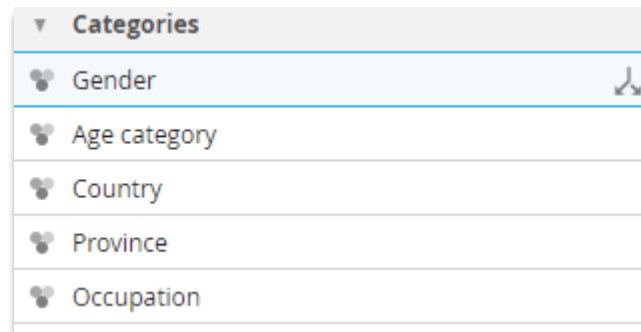 Categories
Gender
Age category
Country
Province
Occupation